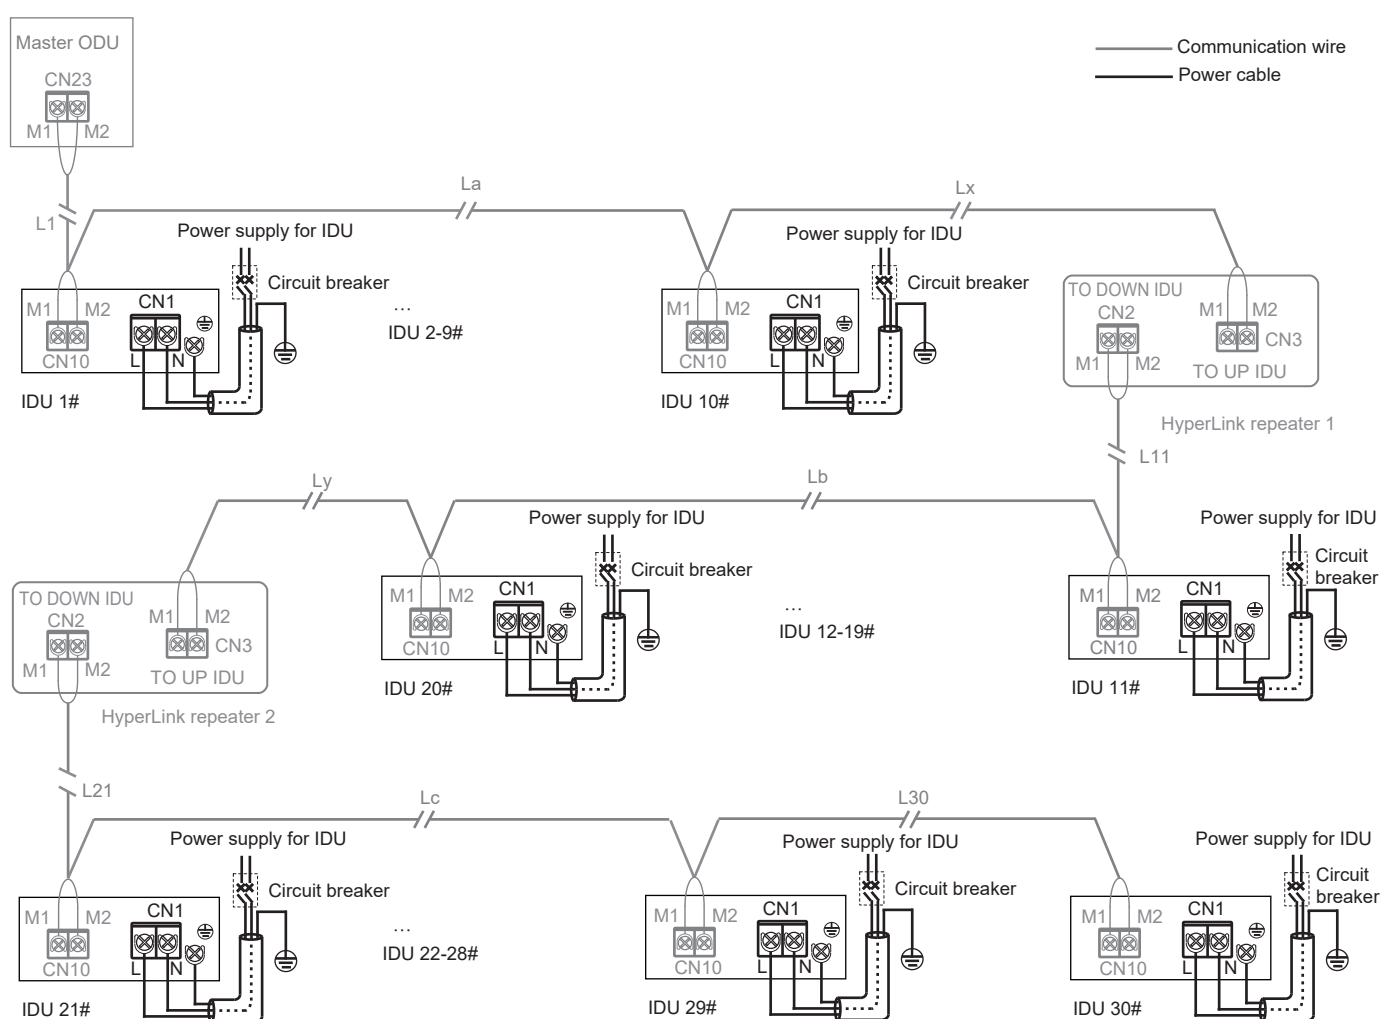 Master ODU
CN23
M1 M2
Communication wire
Power cable
L1
La
Lx
Power supply for IDU
Circuit breaker
M1 M2
CN1
CN10
L N
IDU 1#
...
IDU 2-9#
Power supply for IDU
Circuit breaker
M1 M2
CN1
CN10
L N
IDU 10#
TO DOWN IDU
CN2
M1 M2
M1 M2
CN3
TO UP IDU
HyperLink repeater 1
L11
Ly
Lb
TO DOWN IDU
CN2
M1 M2
M1 M2
CN3
TO UP IDU
HyperLink repeater 2
Power supply for IDU
Circuit breaker
M1 M2
CN1
CN10
L N
IDU 20#
...
IDU 12-19#
Power supply for IDU
Circuit
breaker
M1 M2
CN1
CN10
L N
IDU 11#
L21
Lc
L30
Power supply for IDU
Circuit breaker
M1 M2
CN1
CN10
L N
IDU 21#
...
IDU 22-28#
Power supply for IDU
Circuit breaker
M1 M2
CN1
CN10
L N
IDU 29#
Power supply for IDU
Circuit
breaker
M1 M2
CN1
CN10
L N
IDU 30#